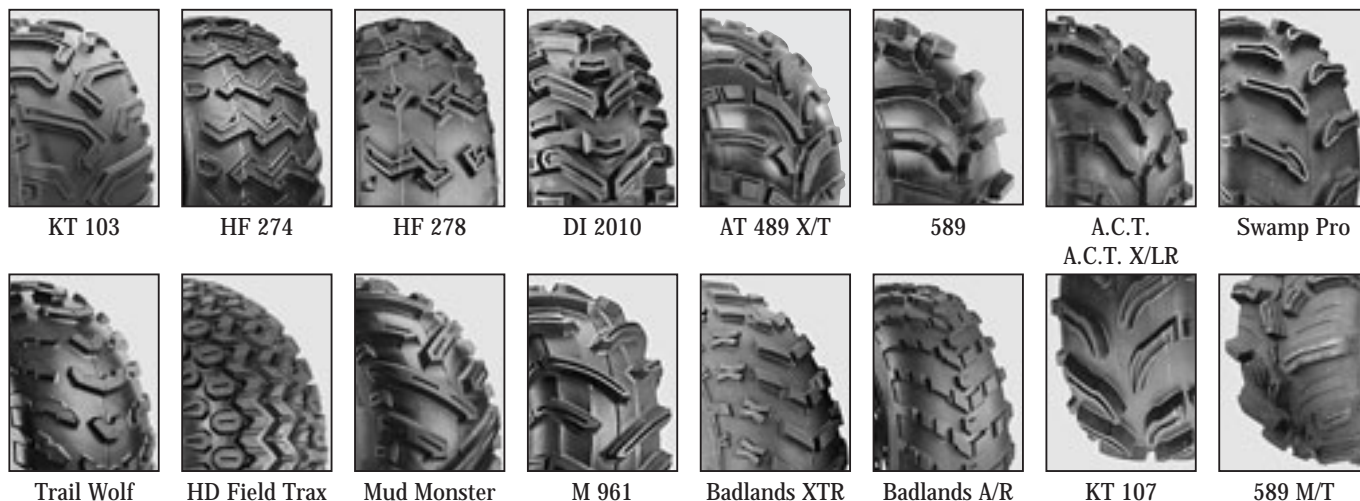 KT 103
HF 274
HF 278
DI 2010
AT 489 X/T
589
A.C.T.
A.C.T. X/LR
Swamp Pro
Trail Wolf
HD Field Trax
Mud Monster
M 961
Badlands XTR
Badlands A/R
KT 107
589 M/T